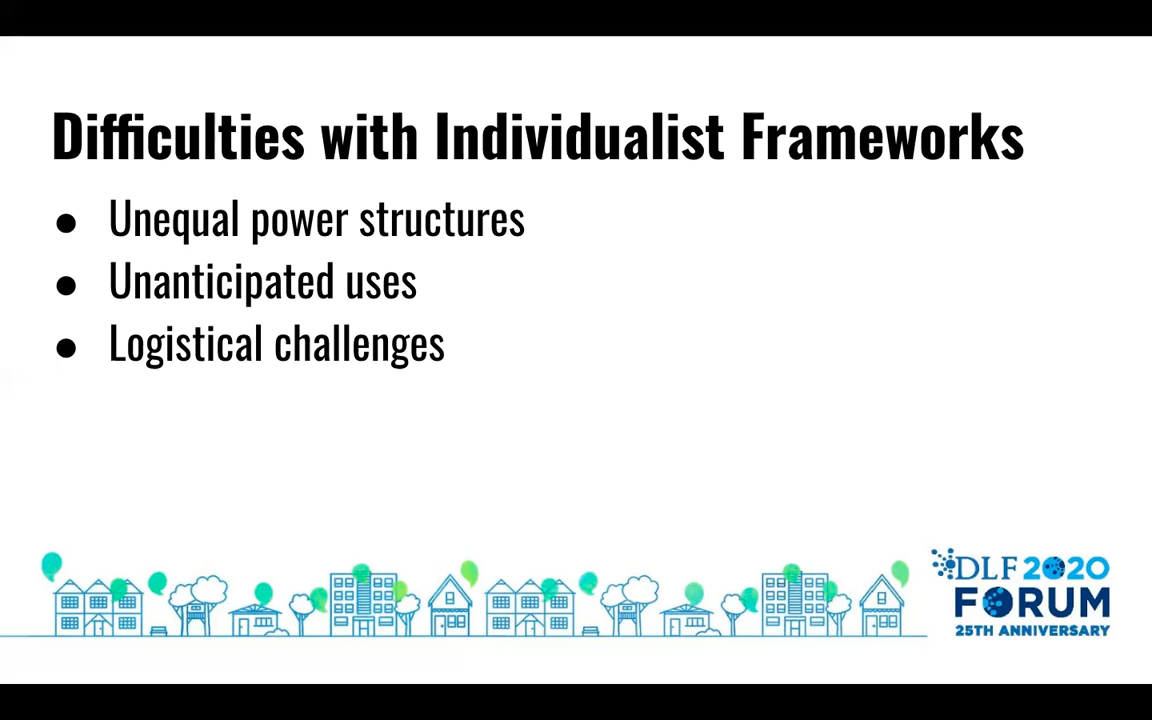 Difficulties with Individualist Frameworks
● Unequal power structures
● Unanticipated uses
● Logistical challenges
DLF 2020
FORUM
25TH ANNIVERSARY